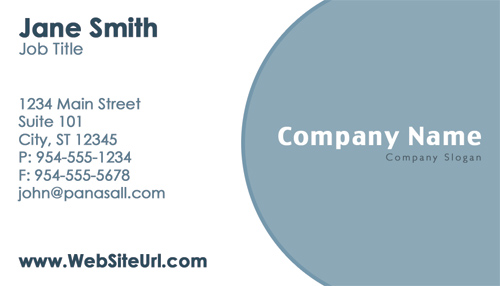 Jane Smith
Job Title
1234 Main Street
Suite 101
City, ST 12345
P: 954-555-1234
F: 954-555-5678
john@panasall.com
www.WebSiteUrl.com
Company Name
Company Slogan